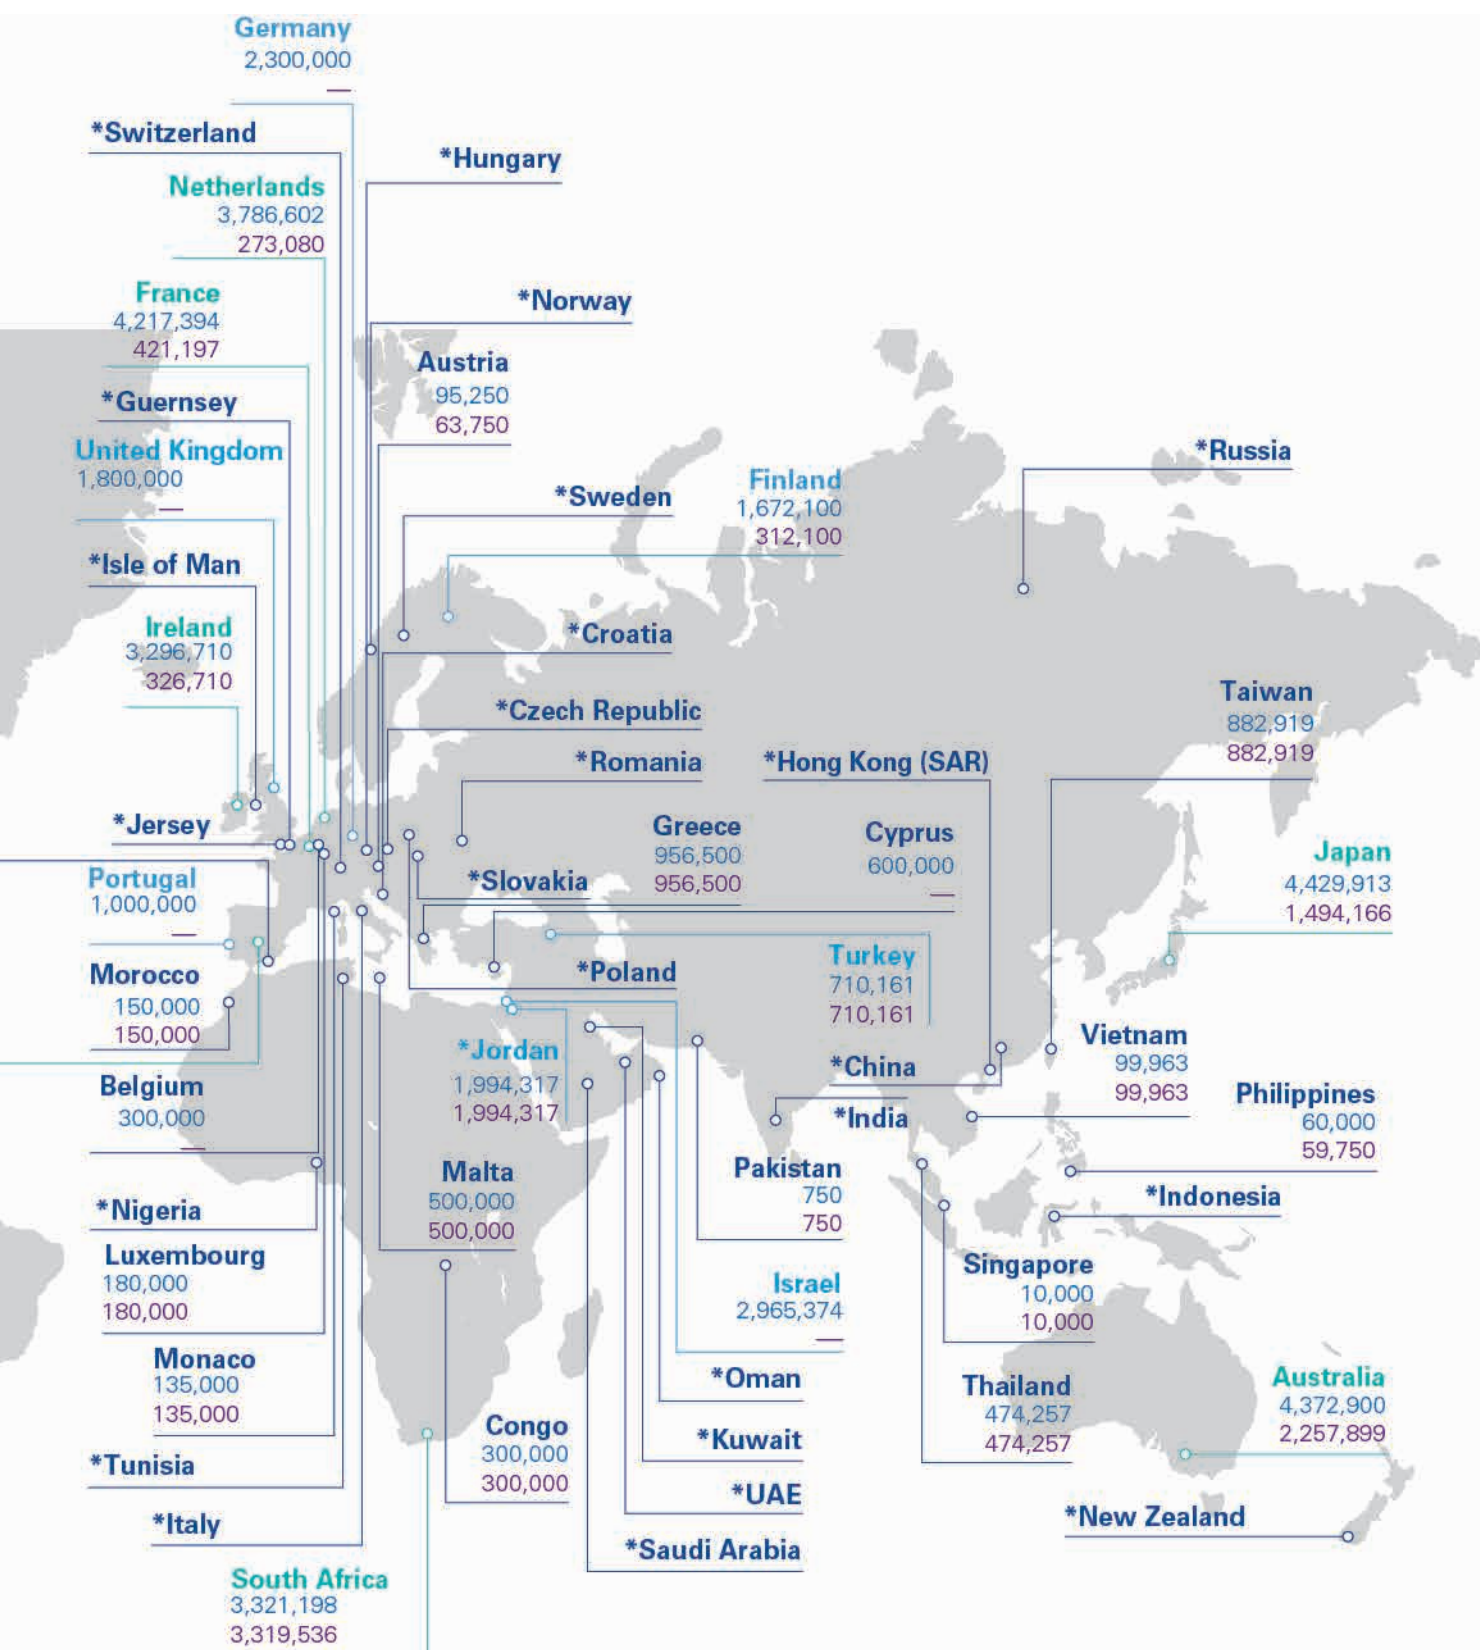 Germany
2,300,000
—
*Switzerland
*Hungary
Netherlands
3,786,602
273,080
France
4,217,394
421,197
*Norway
Austria
95,250
63,750
*Guernsey
United Kingdom
1,800,000
—
*Russia
*Sweden
Finland
1,672,100
312,100
*Isle of Man
Ireland
3,296,710
326,710
*Croatia
*Czech Republic
Taiwan
882,919
882,919
*Romania
*Hong Kong (SAR)
*Jersey
Greece
956,500
956,500
Cyprus
600,000
—
Japan
4,429,913
1,494,166
Portugal
1,000,000
—
*Slovakia
Morocco
150,000
150,000
*Poland
Turkey
710,161
710,161
*Jordan
1,994,317
1,994,317
*China
Vietnam
99,963
99,963
Belgium
300,000
—
*India
Philippines
60,000
59,750
Malta
500,000
500,000
Pakistan
750
750
*Indonesia
*Nigeria
Luxembourg
180,000
180,000
Singapore
10,000
10,000
Israel
2,965,374
—
Monaco
135,000
135,000
*Oman
Thailand
474,257
474,257
Australia
4,372,900
2,257,899
Congo
300,000
300,000
*Kuwait
*Tunisia
*UAE
*Italy
*New Zealand
*Saudi Arabia
South Africa
3,321,198
3,319,536